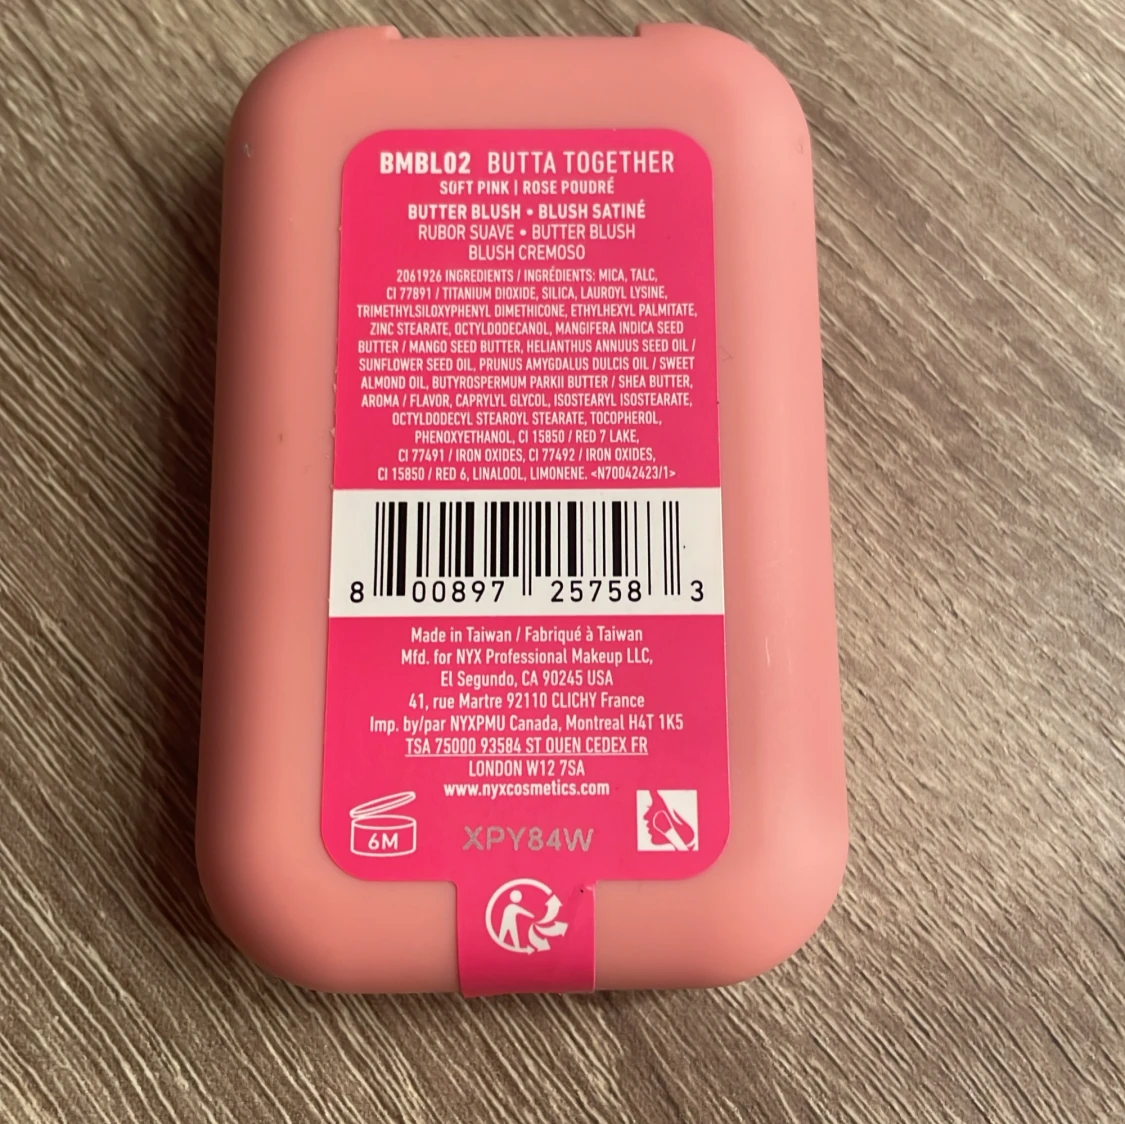 BMBL02 BUTTA TOGETHER
SOFT PINK | ROSE POUDRÉ
BUTTER BLUSH • BLUSH SATINÉ
RUBOR SUAVE • BUTTER BLUSH
BLUSH CREMOSO
2061926 INGREDIENTS / INGRÉDIENTS: MICA, TALC,
CI 77891 / TITANIUM DIOXIDE, SILICA, LAUROYL LYSINE,
TRIMETHYLSILOXYPHENYL DIMETHICONE, ETHYLHEXYL PALMITATE,
ZINC STEARATE, OCTYLDODECANOL, MANGIFERA INDICA SEED
BUTTER / MANGO SEED BUTTER, HELIANTHUS ANNUUS SEED OIL /
SUNFLOWER SEED OIL, PRUNUS AMYGDALUS DULCIS OIL / SWEET
ALMOND OIL, BUTYROSPERMUM PARKII BUTTER / SHEA BUTTER,
AROMA / FLAVOR, CAPRYLYL GLYCOL, ISOSTEARYL ISOSTEARATE,
OCTYLDODECYL STEAROYL STEARATE, TOCOPHEROL,
PHENOXYETHANOL, CI 15850 / RED 7 LAKE,
CI 77491 / IRON OXIDES, CI 77492 / IRON OXIDES,
CI 15850 / RED 6, LINALOOL, LIMONENE. <N70042423/1>
8 00897 25758 3
Made in Taiwan / Fabriqué à Taiwan
Mfd. for NYX Professional Makeup LLC,
El Segundo, CA 90245 USA
41, rue Martre 92110 CLICHY France
Imp. by/par NYXPMU Canada, Montreal H4T 1K5
TSA 75000 93584 ST OUEN CEDEX FR
LONDON W12 7SA
www.nyxcosmetics.com
6M
XPY84W